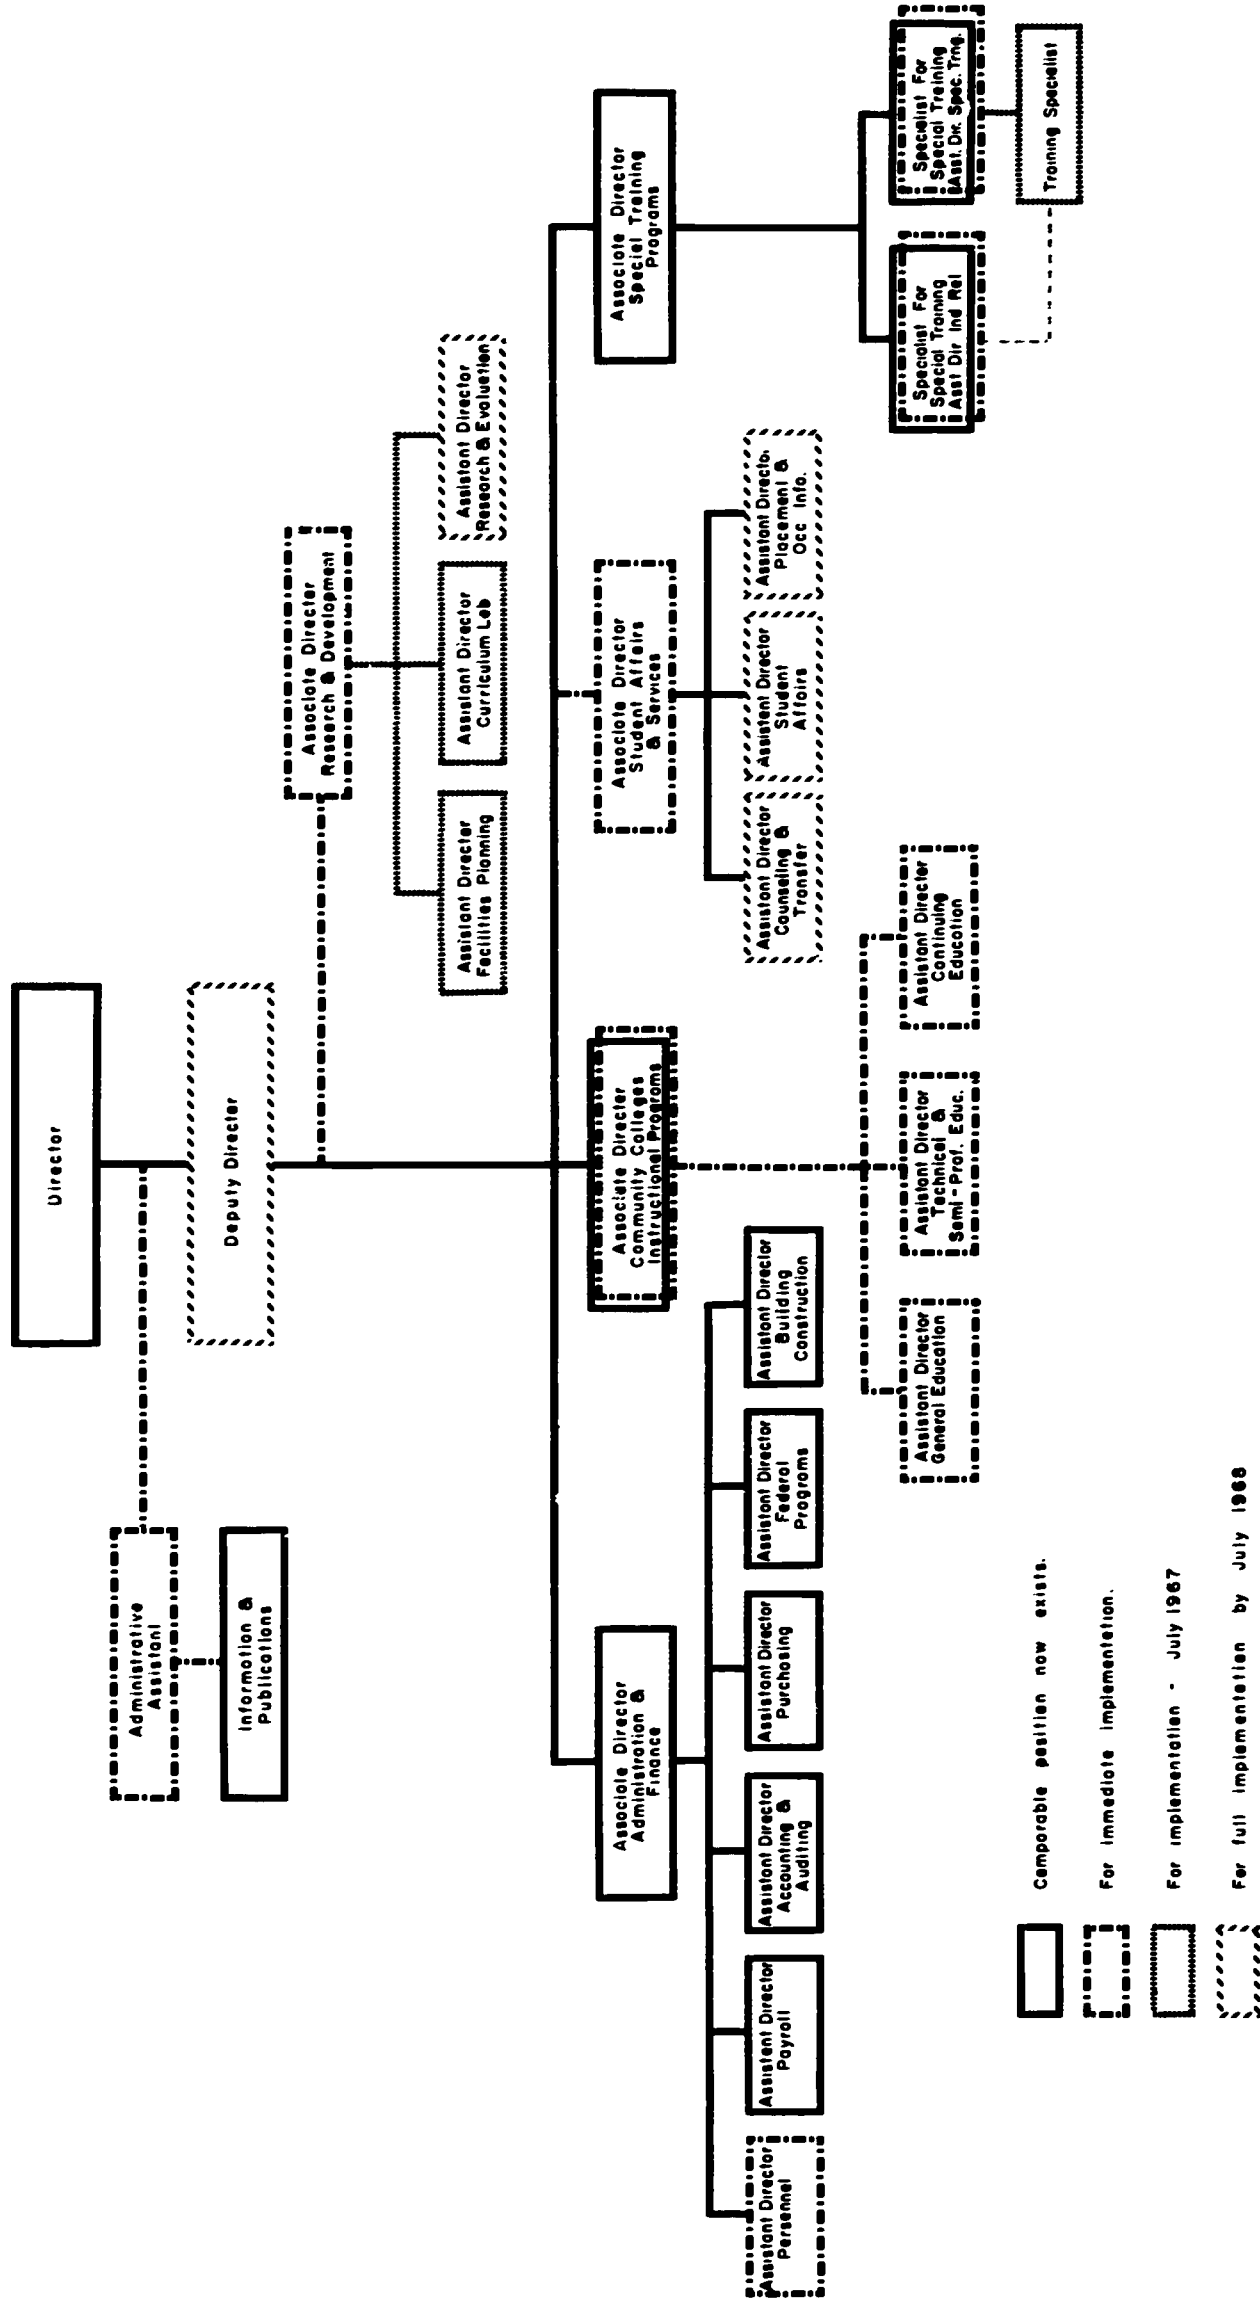 Director
Deputy Director
Administrative
Assistant
Information &
Publications
Associate Director
Research & Development
Assistant Director
Facilities Planning
Assistant Director
Curriculum Lab
Assistant Director
Research & Evaluation
Associate Director
Administration &
Finance
Associate Director
Community Colleges
Instructional Programs
Associate Director
Student Affairs
& Services
Associate Director
Special Training
Programs
Assistant Director
Personnel
Assistant Director
Payroll
Assistant Director
Accounting &
Auditing
Assistant Director
Purchasing
Assistant Director
Federal
Programs
Assistant Director
Building
Construction
Assistant Director
Counseling &
Transfer
Assistant Director
Student
Affairs
Assistant Director
Placement &
Occ Info.
Assistant Director
General Education
Assistant Director
Technical &
Semi-Prof. Educ.
Assistant Director
Continuing
Education
Specialist For
Special Training
Asst Dir Ind Rel
Specialist For
Special Training
Asst. Dir. Spec. Trng.
Training Specialist
Comparable position now exists.
For immediate implementation.
For implementation - July 1967
For full implementation by July 1968